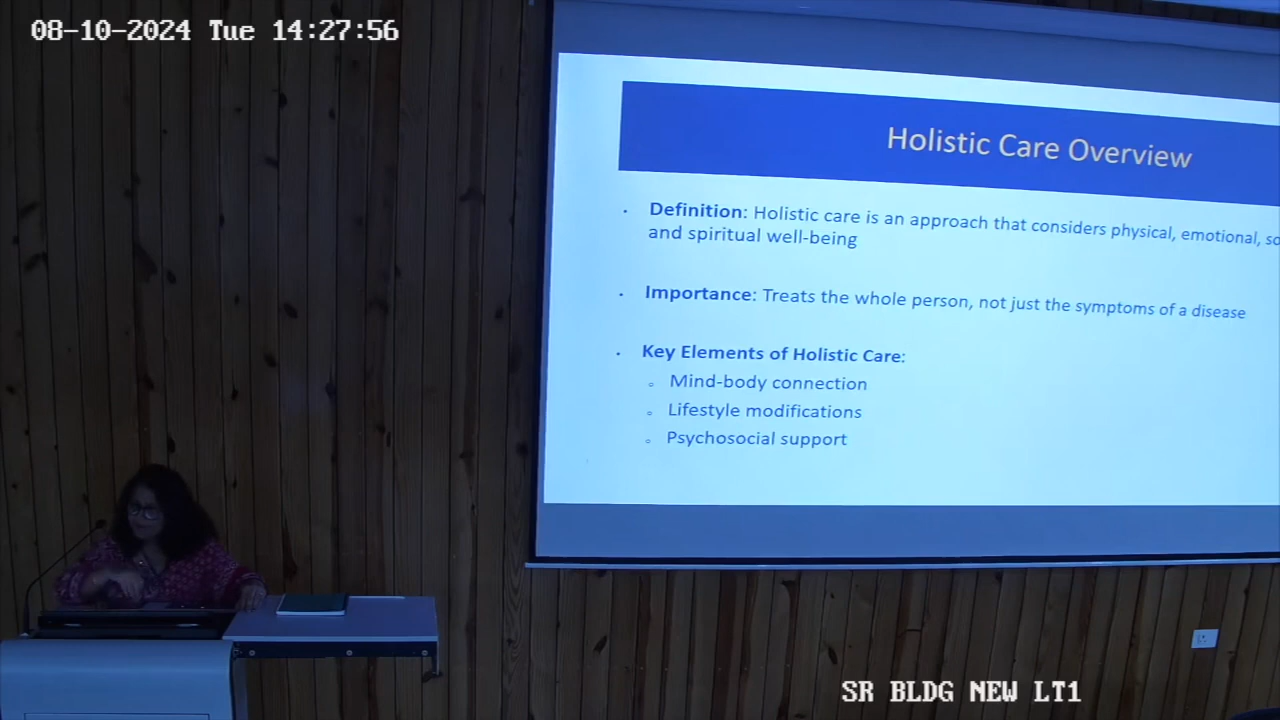 08-10-2024 Tue 14:27:56
Holistic Care Overview
Definition: Holistic care is an approach that considers physical, emotional,
and spiritual well-being
Importance: Treats the whole person, not just the symptoms of a disease
Key Elements of Holistic Care:
Mind-body connection
Lifestyle modifications
Psychosocial support
SR BLDG NEW LT1